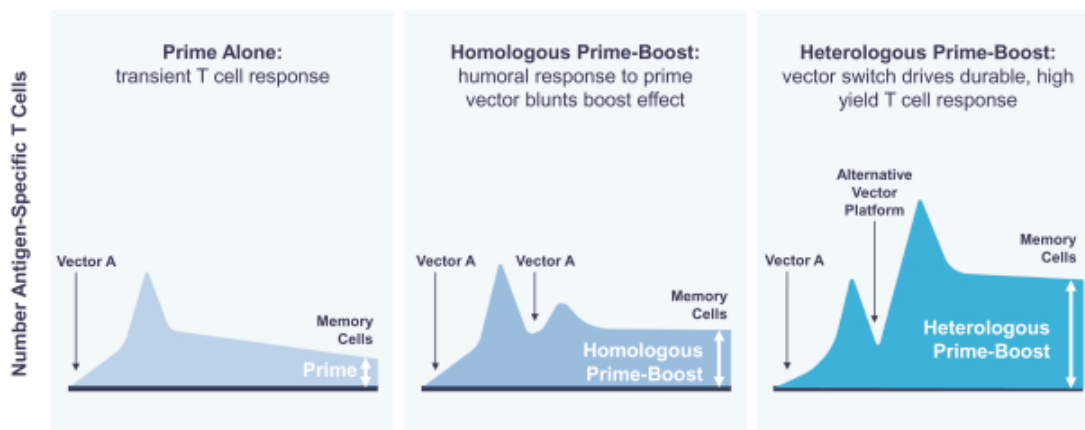 Number Antigen-Specific T Cells
Prime Alone:
transient T cell response
Vector A
Memory
Cells
Prime
Homologous Prime-Boost:
humoral response to prime
vector blunts boost effect
Vector A
Vector A
Memory
Cells
Homologous
Prime-Boost
Heterologous Prime-Boost:
vector switch drives durable, high
yield T cell response
Alternative
Vector
Platform
Vector A
Memory
Cells
Heterologous
Prime-Boost